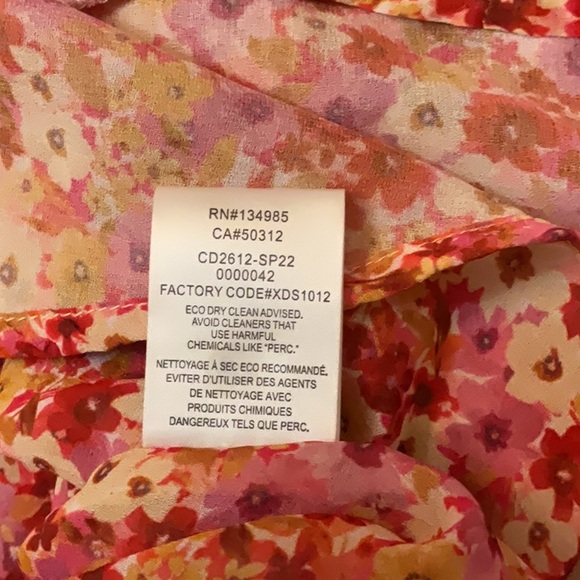 RN#134985
CA#50312
CD2612-SP22
0000042
FACTORY CODE#XDS1012
ECO DRY CLEAN ADVISED.
AVOID CLEANERS THAT
USE HARMFUL
CHEMICALS LIKE "PERC."
NETTOYAGE À SEC ECO RECOMMANDÉ.
EVITER D'UTILISER DES AGENTS
DE NETTOYAGE AVEC
PRODUITS CHIMIQUES
DANGEREUX TELS QUE PERC.